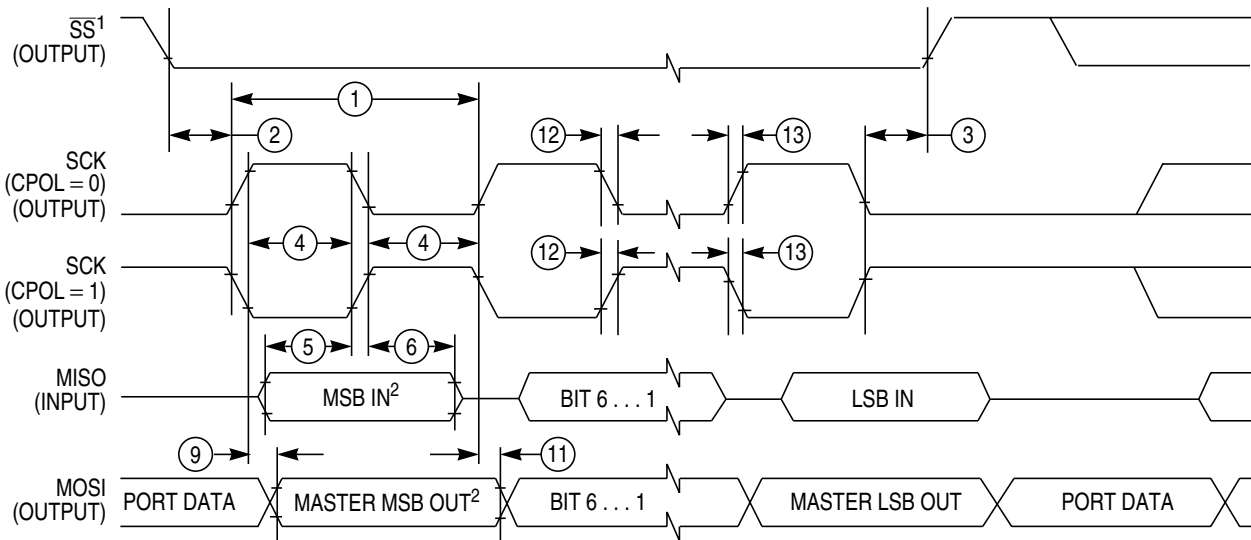 SS¹
(OUTPUT)
1
2
12
13
3
SCK
(CPOL = 0)
(OUTPUT)
4
4
12
13
SCK
(CPOL = 1)
(OUTPUT)
5
6
MISO
(INPUT)
MSB IN²
BIT 6 . . . 1
LSB IN
9
11
MOSI
(OUTPUT)
PORT DATA
MASTER MSB OUT²
BIT 6 . . . 1
MASTER LSB OUT
PORT DATA